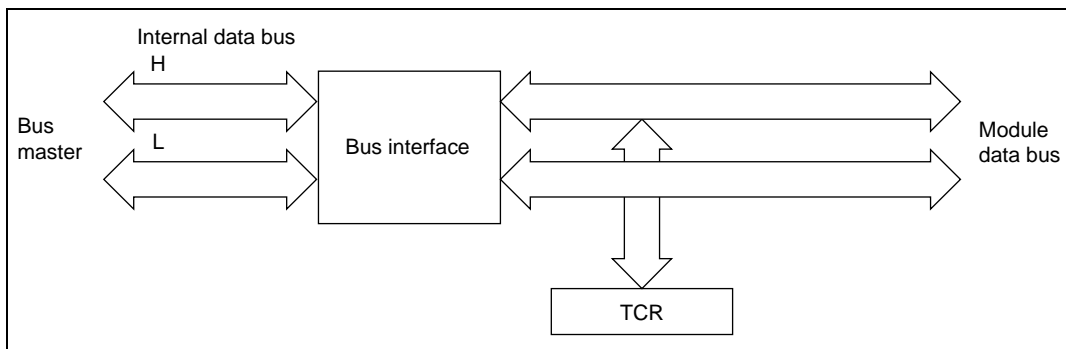 Internal data bus
H
Bus
master
L
Bus interface
Module
data bus
TCR